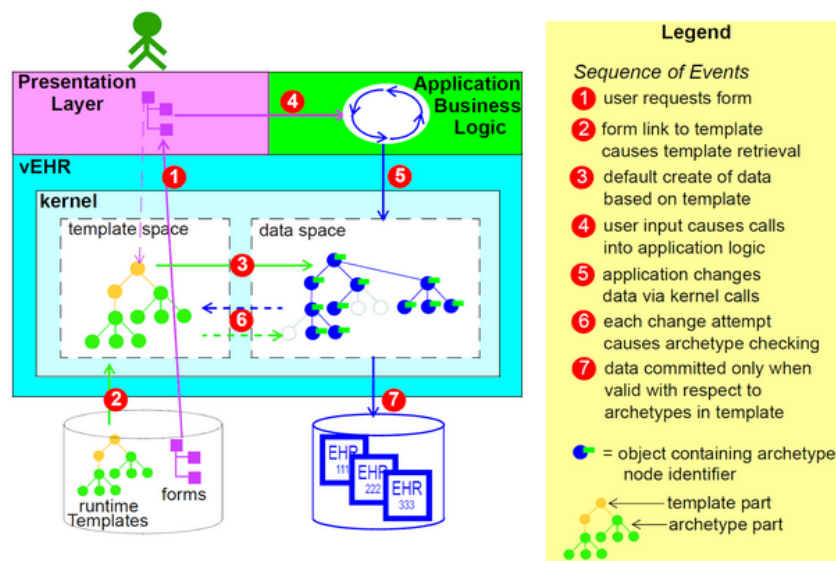 Presentation
Layer
4
Application
Business
Logic
vEHR
1
5
kernel
template space
data space
3
6
2
7
runtime
Templates
forms
EHR
111
EHR
222
EHR
333
Legend
Sequence of Events
1 user requests form
2 form link to template
causes template retrieval
3 default create of data
based on template
4 user input causes calls
into application logic
5 application changes
data via kernel calls
6 each change attempt
causes archetype checking
7 data committed only when
valid with respect to
archetypes in template
= object containing archetype
node identifier
template part
archetype part